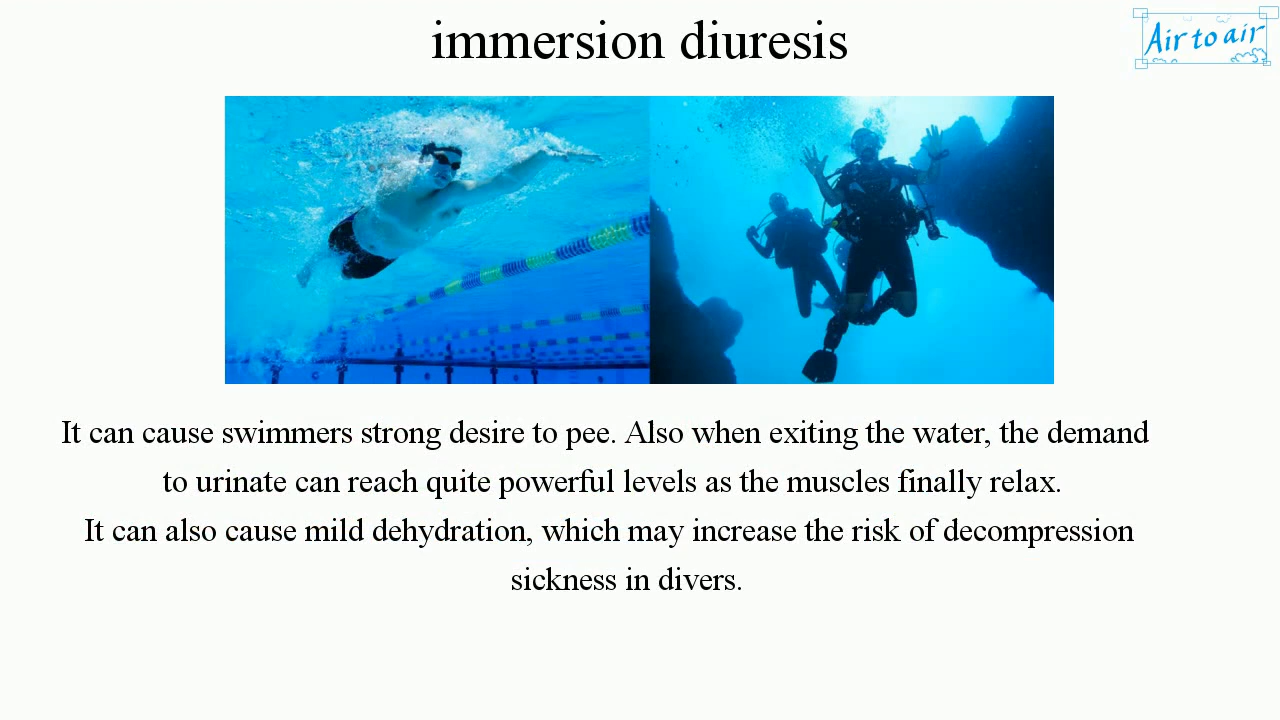 immersion diuresis
Air to air
It can cause swimmers strong desire to pee. Also when exiting the water, the demand
to urinate can reach quite powerful levels as the muscles finally relax.
It can also cause mild dehydration, which may increase the risk of decompression
sickness in divers.